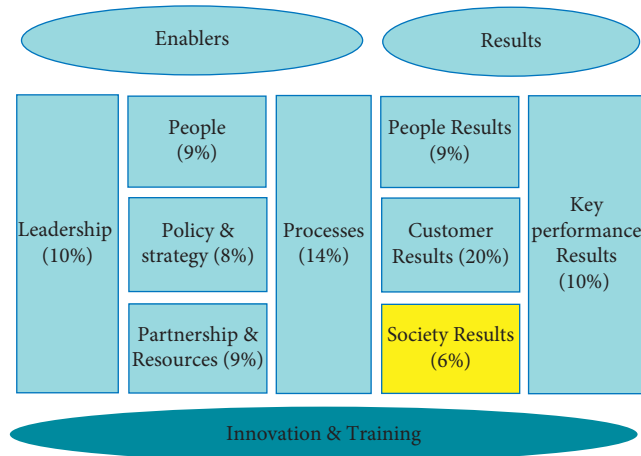 Enablers
Results
Leadership
(10%)
People
(9%)
Policy &
strategy (8%)
Partnership &
Resources (9%)
Processes
(14%)
People Results
(9%)
Customer
Results (20%)
Society Results
(6%)
Key
performance
Results
(10%)
Innovation & Training